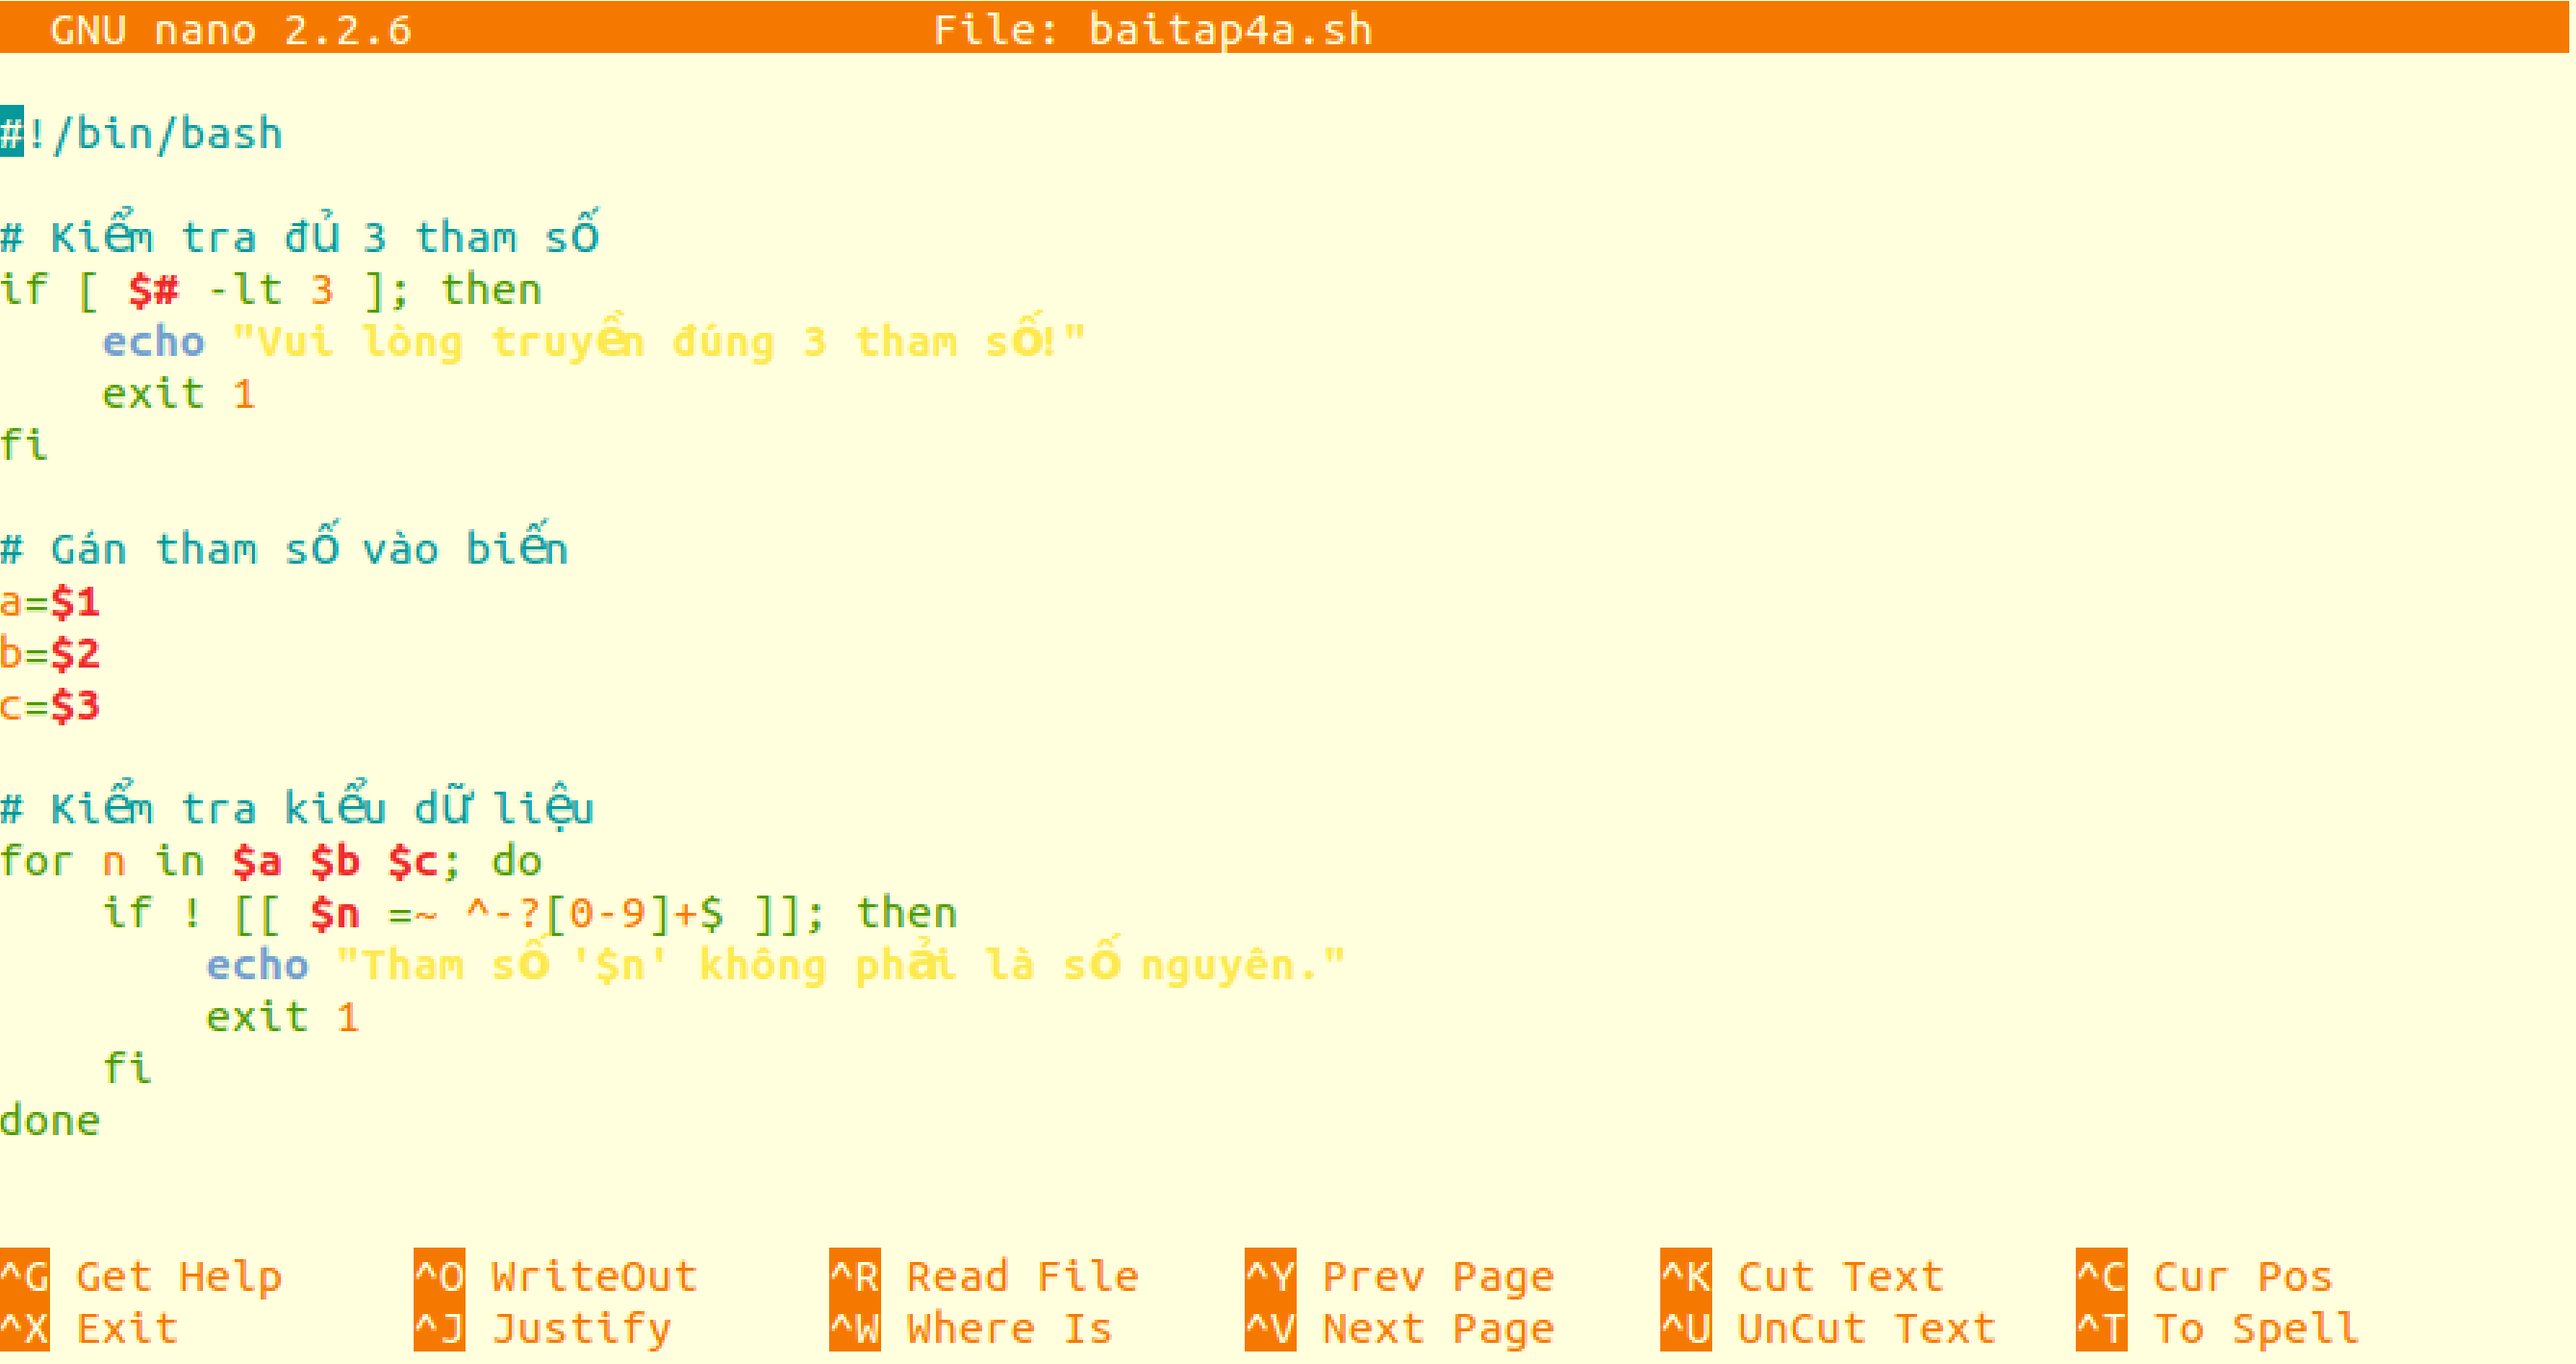 GNU nano 2.2.6 File: baitap4a.sh
#!/bin/bash
# Kiểm tra đủ 3 tham số
if [ $# -lt 3 ]; then
    echo "Vui lòng truyền đúng 3 tham số!"
    exit 1
fi
# Gán tham số vào biến
a=$1
b=$2
c=$3
# Kiểm tra kiểu dữ liệu
for n in $a $b $c; do
    if ! [[ $n =~ ^-?[0-9]+$ ]]; then
        echo "Tham số '$n' không phải là số nguyên."
        exit 1
    fi
done
^G Get Help ^O WriteOut ^R Read File ^Y Prev Page ^K Cut Text ^C Cur Pos
^X Exit ^J Justify ^W Where Is ^V Next Page ^U UnCut Text ^T To Spell